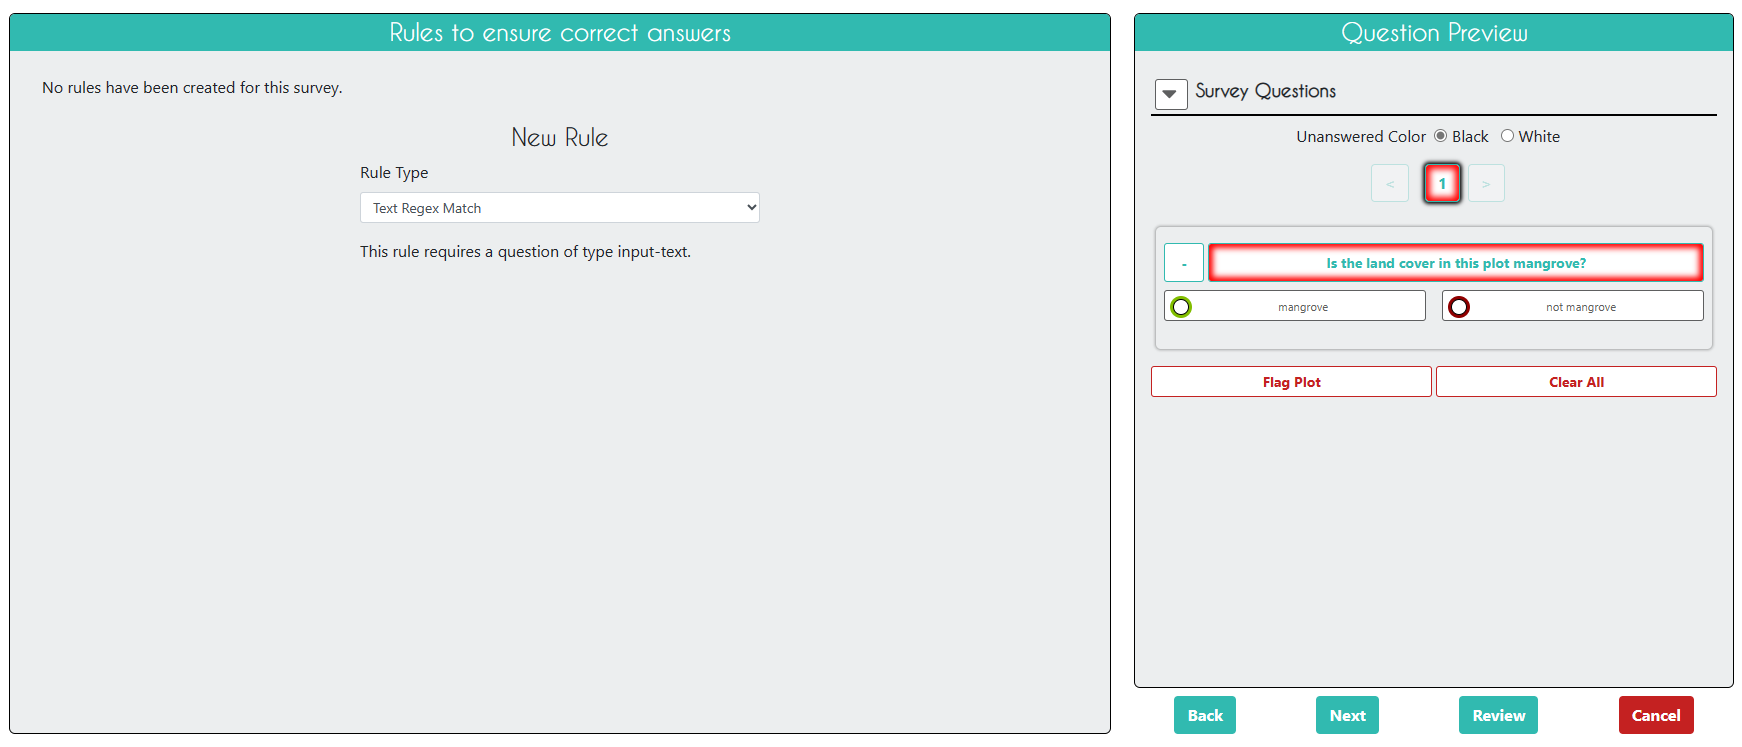 Rules to ensure correct answers
No rules have been created for this survey.
New Rule
Rule Type
Text Regex Match
This rule requires a question of type input-text.
Question Preview
Survey Questions
Unanswered Color Black White
< 1 >
- Is the land cover in this plot mangrove?
mangrove not mangrove
Flag Plot Clear All
Back Next Review Cancel